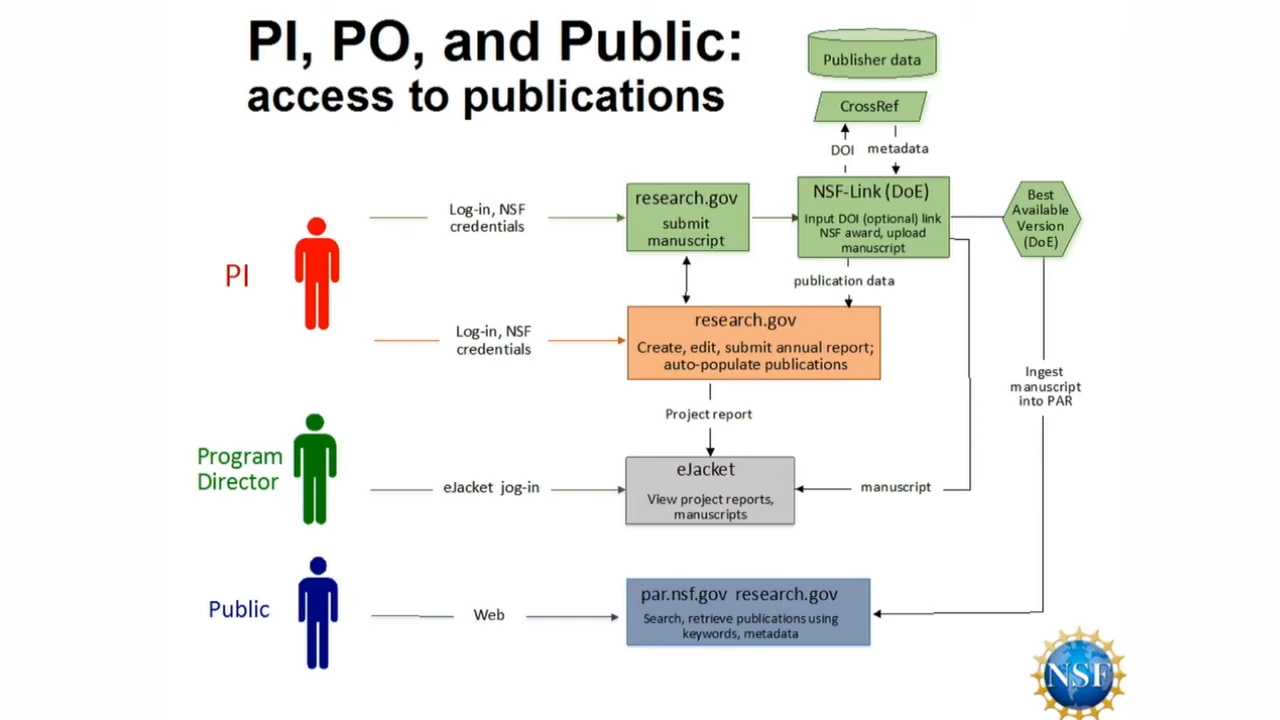 PI, PO, and Public:
access to publications
Publisher data
CrossRef
DOI
metadata
Log-in, NSF
credentials
research.gov
submit
manuscript
NSF-Link (DoE)
Input DOI (optional) link
NSF award, upload
manuscript
Best
Available
Version
(DoE)
PI
publication data
Log-in, NSF
credentials
research.gov
Create, edit, submit annual report;
auto-populate publications
Ingest
manuscript
into PAR
Project report
Program
Director
eJacket jog-in
eJacket
View project reports,
manuscripts
manuscript
Public
Web
par.nsf.gov research.gov
Search, retrieve publications using
keywords, metadata
NSF